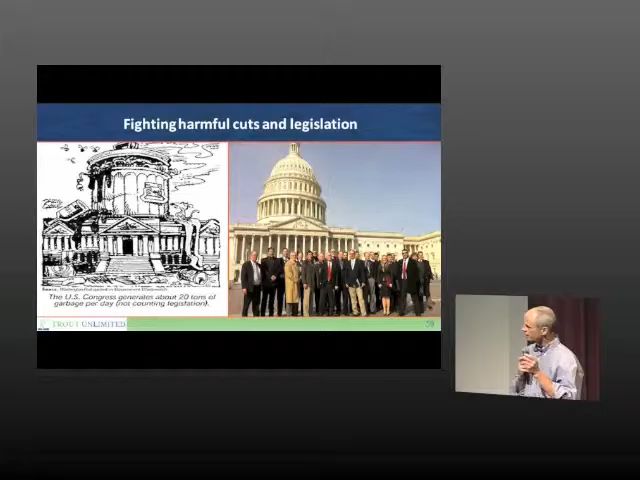 Fighting harmful cuts and legislation
The U.S. Congress generates about 20 tons of
garbage per day (not counting legislation).
TROUT UNLIMITED